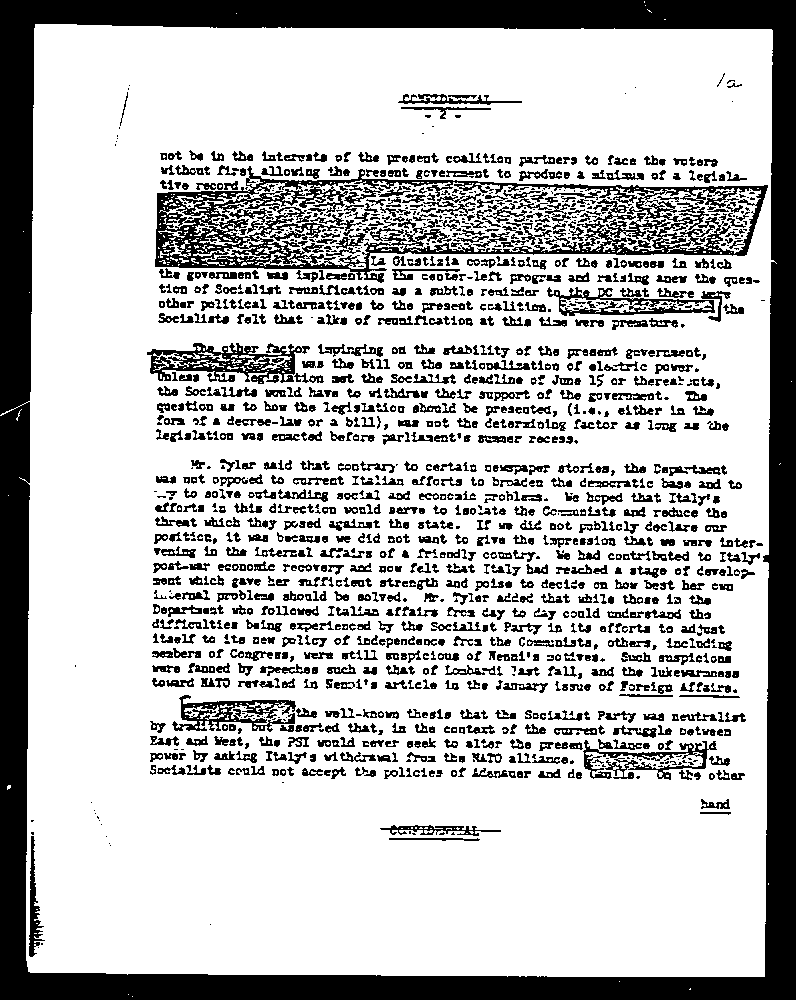 1a
CONFIDENTIAL
- 2 -
not be in the interests of the present coalition partners to face the voters
without first allowing the present government to produce a minimum of a legisla-
tive record.
La Giustizia complaining of the slowness in which
the government was implementing the center-left program and raising anew the ques-
tion of Socialist reunification as a subtle reminder to the DC that there were
other political alternatives to the present coalition. the
Socialists felt that alks of reunification at this time were premature.
The other factor impinging on the stability of the present government,
was the bill on the nationalization of electric power.
Unless this legislation met the Socialist deadline of June 15 or thereabouts,
the Socialists would have to withdraw their support of the government. The
question as to how the legislation should be presented, (i.e., either in the
form of a decree-law or a bill), was not the determining factor as long as the
legislation was enacted before parliament's summer recess.
Mr. Tyler said that contrary to certain newspaper stories, the Department
was not opposed to current Italian efforts to broaden the democratic base and to
to solve outstanding social and economic problems. We hoped that Italy's
efforts in this direction would serve to isolate the Communists and reduce the
threat which they posed against the state. If we did not publicly declare our
position, it was because we did not want to give the impression that we were inter-
vening in the internal affairs of a friendly country. We had contributed to Italy's
post-war economic recovery and now felt that Italy had reached a stage of develop-
ment which gave her sufficient strength and poise to decide on how best her own
internal problems should be solved. Mr. Tyler added that while those in the
Department who followed Italian affairs from day to day could understand the
difficulties being experienced by the Socialist Party in its efforts to adjust
itself to its new policy of independence from the Communists, others, including
members of Congress, were still suspicious of Nenni's motives. Such suspicions
were fanned by speeches such as that of Lombardi last fall, and the lukewarmness
toward NATO revealed in Nenni's article in the January issue of Foreign Affairs.
the well-known thesis that the Socialist Party was neutralist
by tradition, but asserted that, in the context of the current struggle between
East and West, the PSI would never seek to alter the present balance of world
power by asking Italy's withdrawal from the NATO alliance. the
Socialists could not accept the policies of Adenauer and de Gaulle. On the other
hand
CONFIDENTIAL